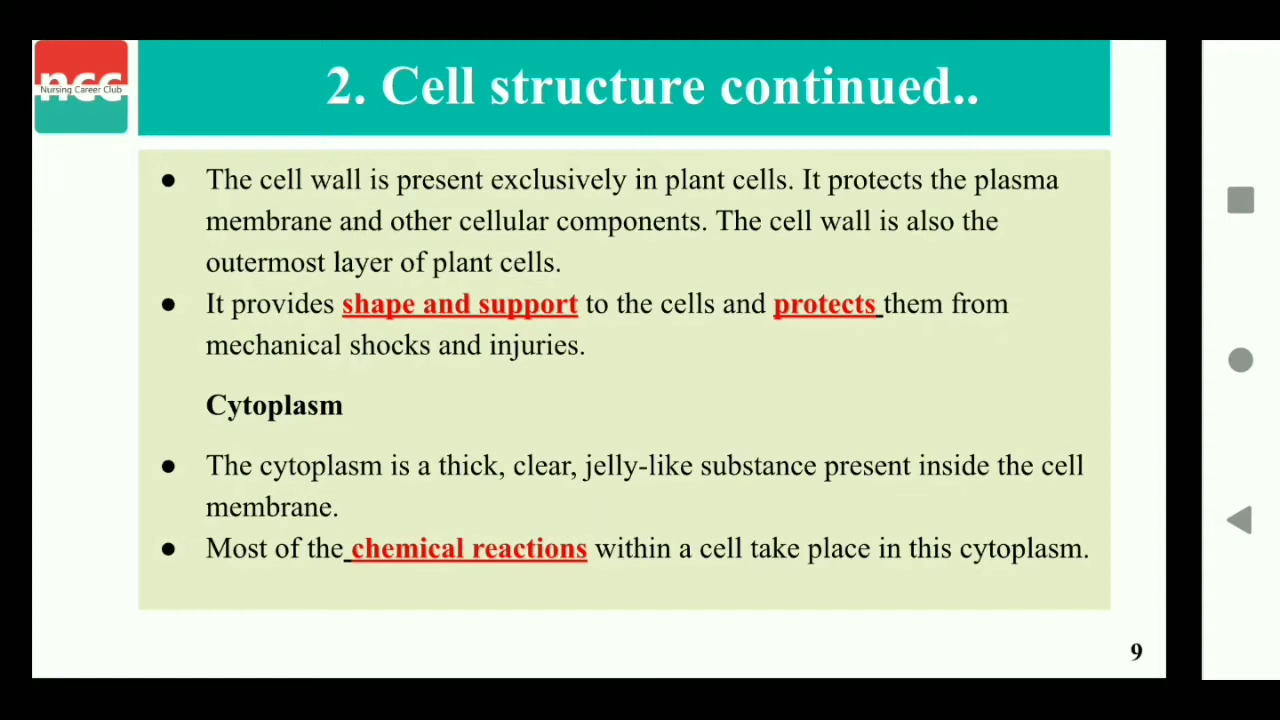 ncc
Nursing Career Club
2. Cell structure continued..
● The cell wall is present exclusively in plant cells. It protects the plasma
membrane and other cellular components. The cell wall is also the
outermost layer of plant cells.
● It provides shape and support to the cells and protects them from
mechanical shocks and injuries.
Cytoplasm
● The cytoplasm is a thick, clear, jelly-like substance present inside the cell
membrane.
● Most of the chemical reactions within a cell take place in this cytoplasm.
9